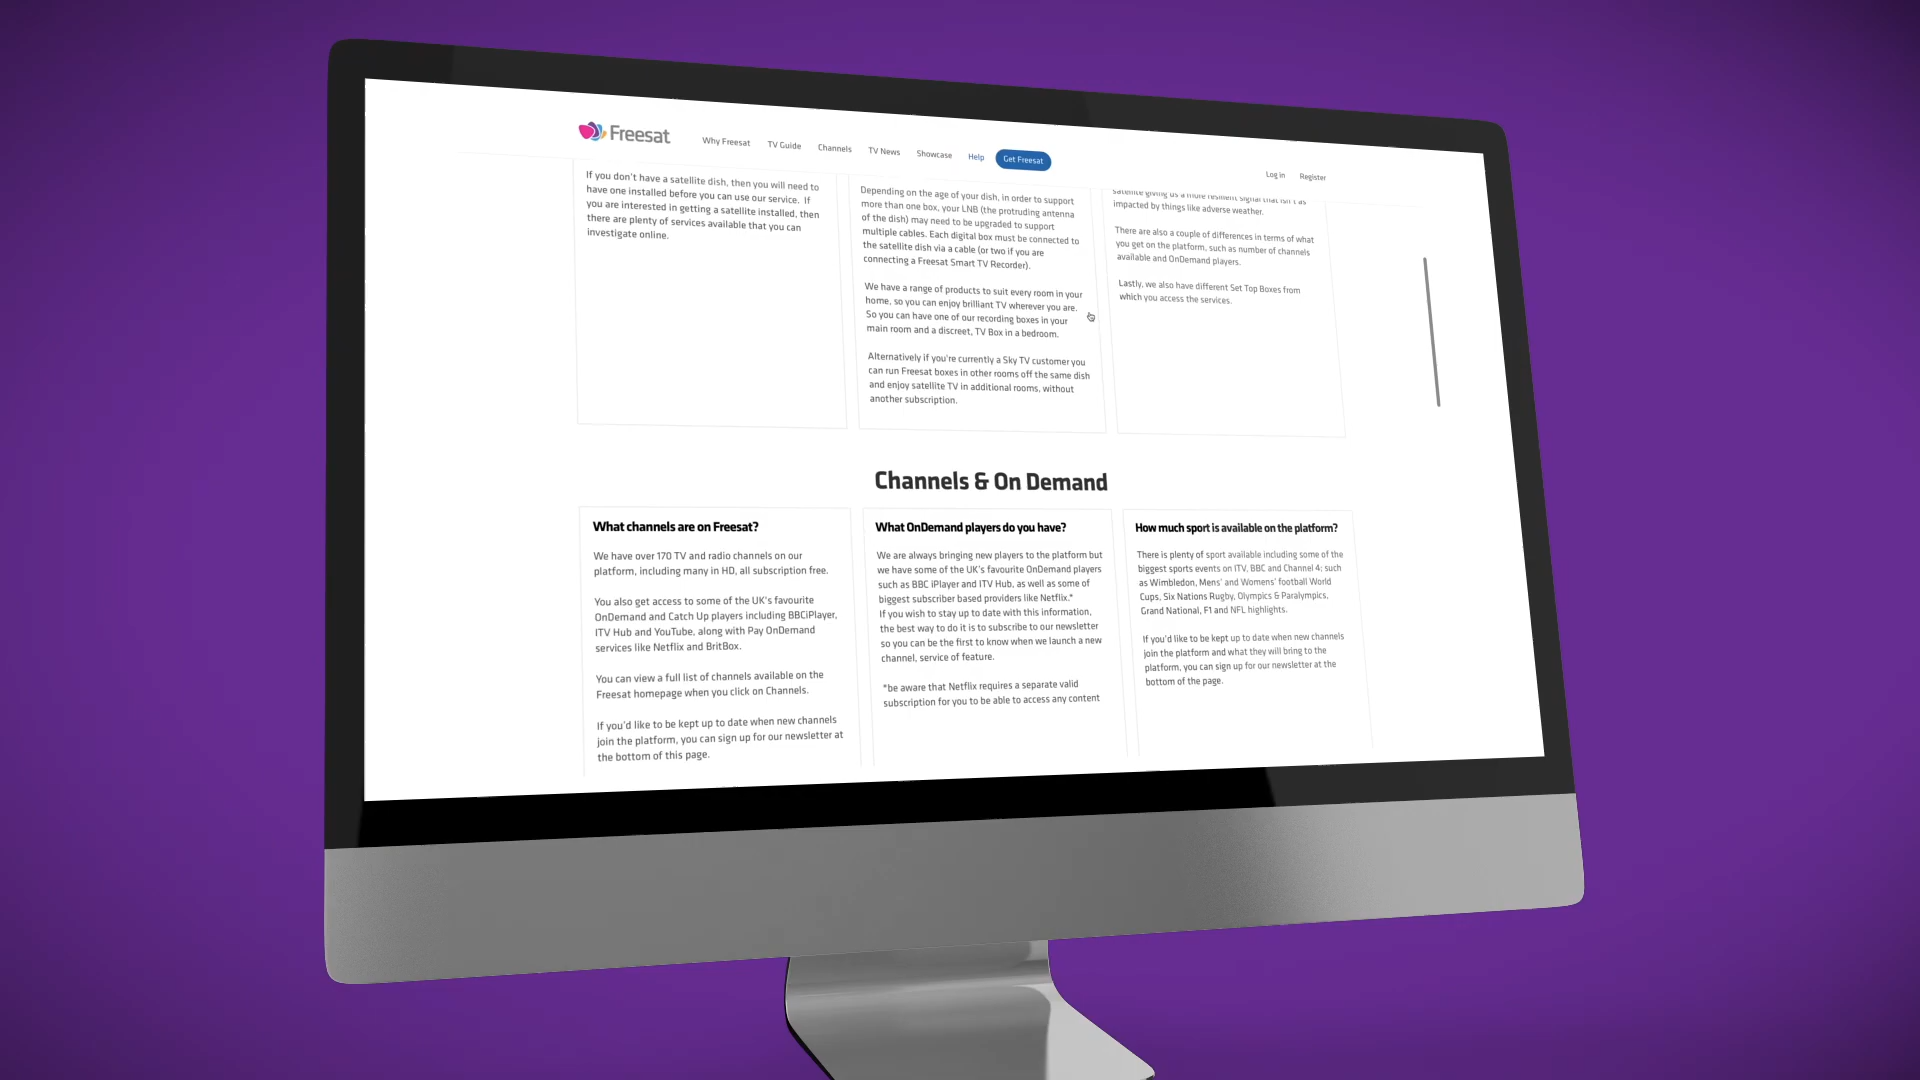 Freesat
Why Freesat
TV Guide
Channels
TV News
Showcase
Help
Get Freesat
Log in
Register
If you don't have a satellite dish, then you will need to
have one installed before you can use our service. If
you are interested in getting a satellite installed, then
there are plenty of services available that you can
investigate online.
Depending on the age of your dish, in order to support
more than one box, your LNB (the protruding antenna
of the dish) may need to be upgraded to support
multiple cables. Each digital box must be connected to
the satellite dish via a cable (or two if you are
connecting a Freesat Smart TV Recorder).
We have a range of products to suit every room in your
home, so you can enjoy brilliant TV wherever you are.
So you can have one of our recording boxes in your
main room and a discreet, TV Box in a bedroom.
Alternatively if you're currently a Sky TV customer you
can run Freesat boxes in other rooms off the same dish
and enjoy satellite TV in additional rooms, without
another subscription.
satellite giving us a more resilient signal that isn't as
impacted by things like adverse weather.
There are also a couple of differences in terms of what
you get on the platform, such as number of channels
available and OnDemand players.
Lastly, we also have different Set Top Boxes from
which you access the services.
Channels & On Demand
What channels are on Freesat?
We have over 170 TV and radio channels on our
platform, including many in HD, all subscription free.
You also get access to some of the UK's favourite
OnDemand and Catch Up players including BBCiPlayer,
ITV Hub and YouTube, along with Pay OnDemand
services like Netflix and BritBox.
You can view a full list of channels available on the
Freesat homepage when you click on Channels.
If you'd like to be kept up to date when new channels
join the platform, you can sign up for our newsletter at
the bottom of this page.
What OnDemand players do you have?
We are always bringing new players to the platform but
we have some of the UK's favourite OnDemand players
such as BBC iPlayer and ITV Hub, as well as some of
biggest subscriber based providers like Netflix.*
If you wish to stay up to date with this information,
the best way to do it is to subscribe to our newsletter
so you can be the first to know when we launch a new
channel, service of feature.
*be aware that Netflix requires a separate valid
subscription for you to be able to access any content
How much sport is available on the platform?
There is plenty of sport available including some of the
biggest sports events on ITV, BBC and Channel 4; such
as Wimbledon, Mens' and Womens' football World
Cups, Six Nations Rugby, Olympics & Paralympics,
Grand National, F1 and NFL highlights.
If you'd like to be kept up to date when new channels
join the platform and what they will bring to the
platform, you can sign up for our newsletter at the
bottom of the page.